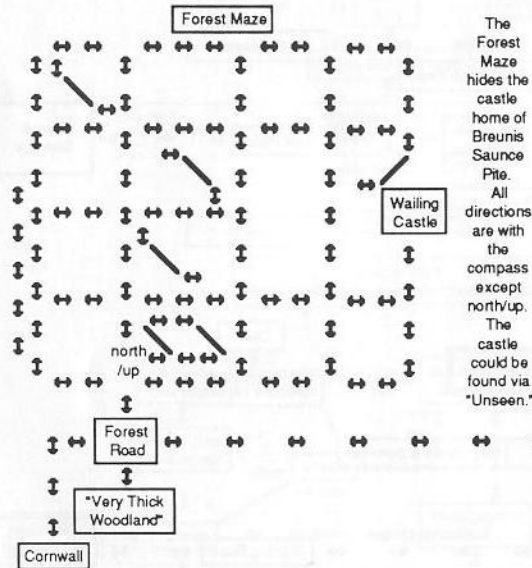 Forest Maze
The
Forest
Maze
hides the
castle
home of
Breunis
Saunce
Pite.
All
directions
are with
the
compass
except
north/up.
The
castle
could be
found via
"Unseen."
Wailing
Castle
north
/up
Forest
Road
"Very Thick
Woodland"
Cornwall